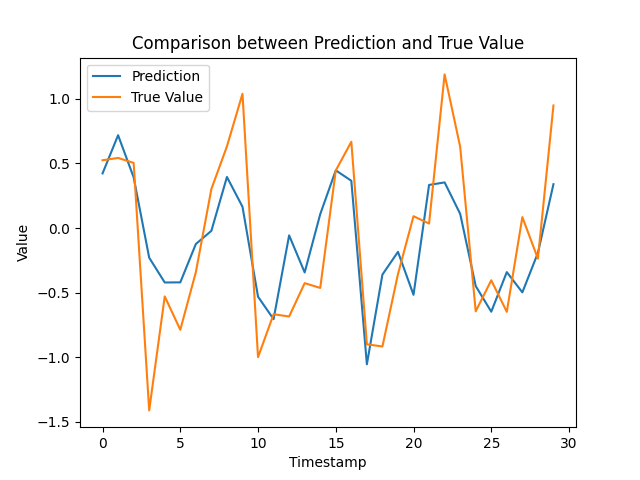 Comparison between Prediction and True Value
Prediction
True Value
1.0
0.5
0.0
−0.5
−1.0
−1.5
Value
0 5 10 15 20 25 30
Timestamp